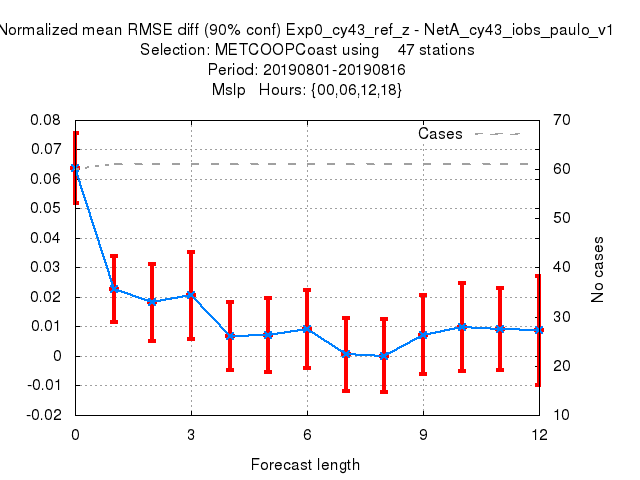 Normalized mean RMSE diff (90% conf) Exp0_cy43_ref_z - NetA_cy43_iobs_paulo_v1
Selection: METCOOPCoast using 47 stations
Period: 20190801-20190816
Mslp Hours: {00,06,12,18}
0.08
0.07
0.06
0.05
0.04
0.03
0.02
0.01
0
-0.01
-0.02
Cases
70
60
50
40
30
20
10
No cases
0 3 6 9 12
Forecast length